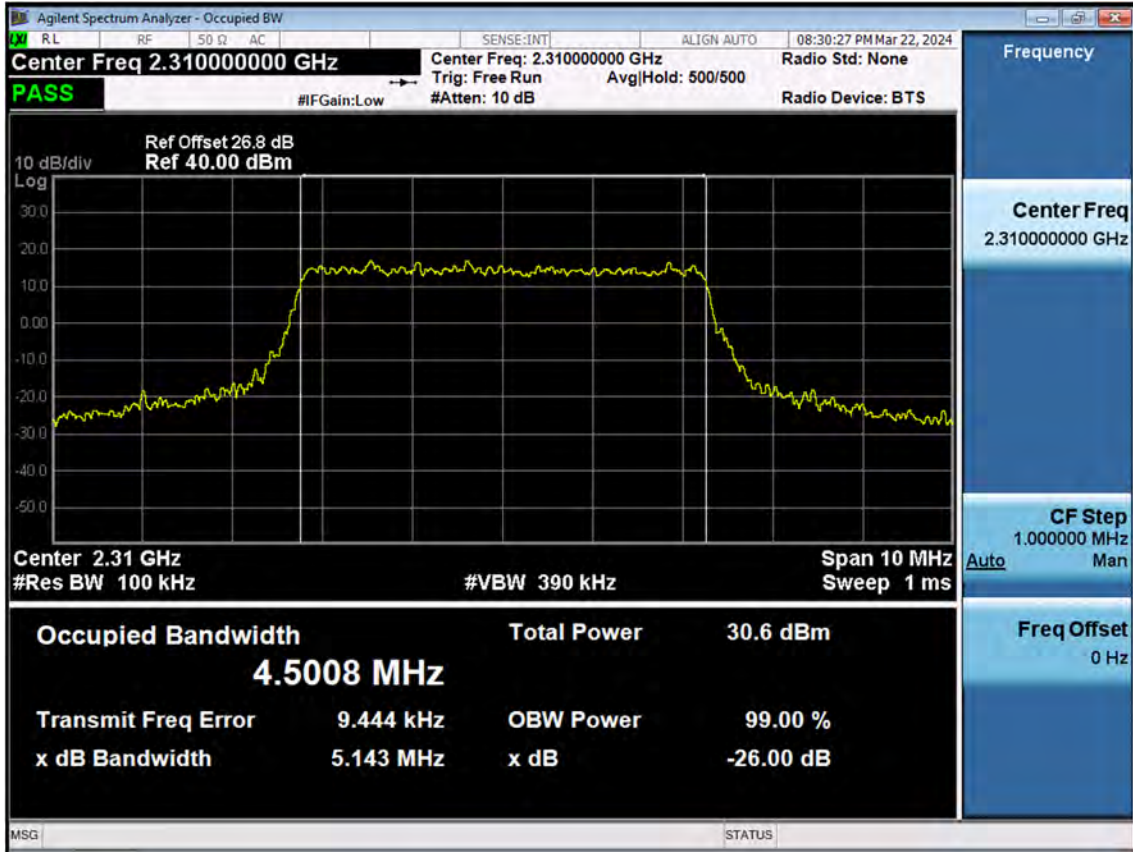 Agilent Spectrum Analyzer - Occupied BW
LXI RL RF 50 Ω AC SENSE:INT ALIGN AUTO 08:30:27 PM Mar 22, 2024
Center Freq 2.310000000 GHz
Center Freq: 2.310000000 GHz
Radio Std: None
Trig: Free Run Avg|Hold: 500/500
PASS
#IFGain:Low
#Atten: 10 dB
Radio Device: BTS
Ref Offset 26.8 dB
10 dB/div Ref 40.00 dBm
Log
30.0
20.0
10.0
0.00
-10.0
-20.0
-30.0
-40.0
-50.0
Center 2.31 GHz Span 10 MHz
#Res BW 100 kHz #VBW 390 kHz Sweep 1 ms
Occupied Bandwidth Total Power 30.6 dBm
4.5008 MHz
Transmit Freq Error 9.444 kHz OBW Power 99.00 %
x dB Bandwidth 5.143 MHz x dB -26.00 dB
MSG STATUS
Frequency
Center Freq
2.310000000 GHz
CF Step
1.000000 MHz
Auto Man
Freq Offset
0 Hz